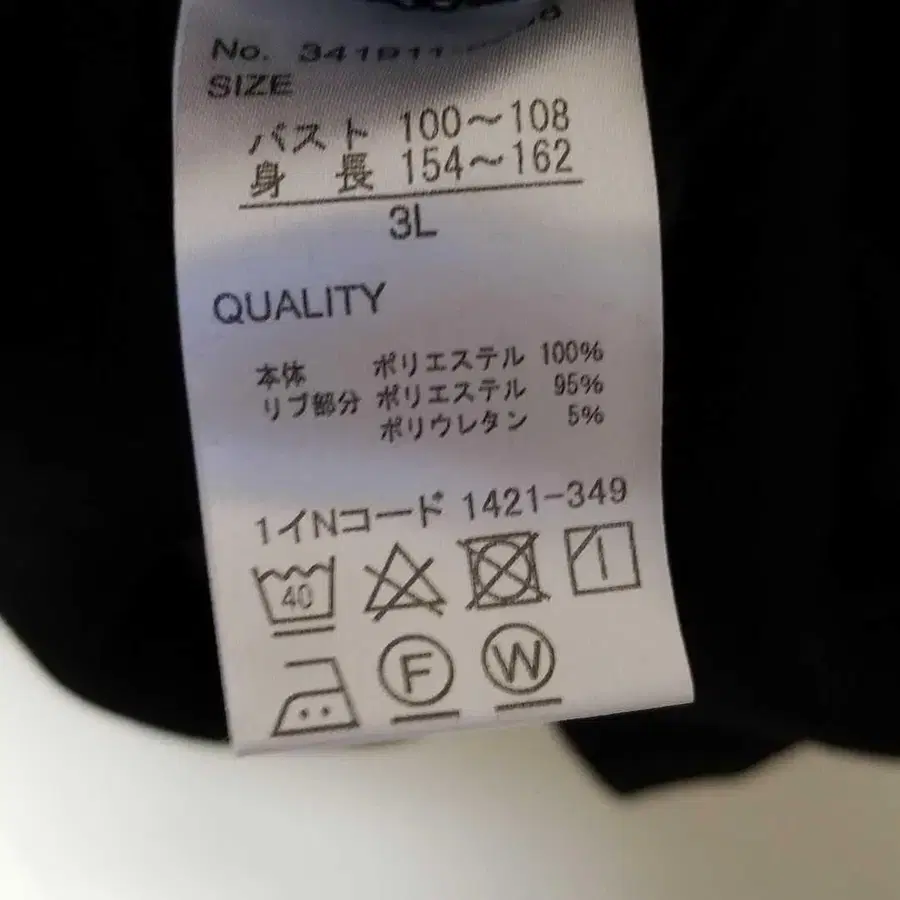 No. 341911
SIZE
バスト 100～108
身 長 154～162
3L
QUALITY
本体 ポリエステル 100%
リブ部分 ポリエステル 95%
ポリウレタン 5%
1イNコード 1421-349
40
F W